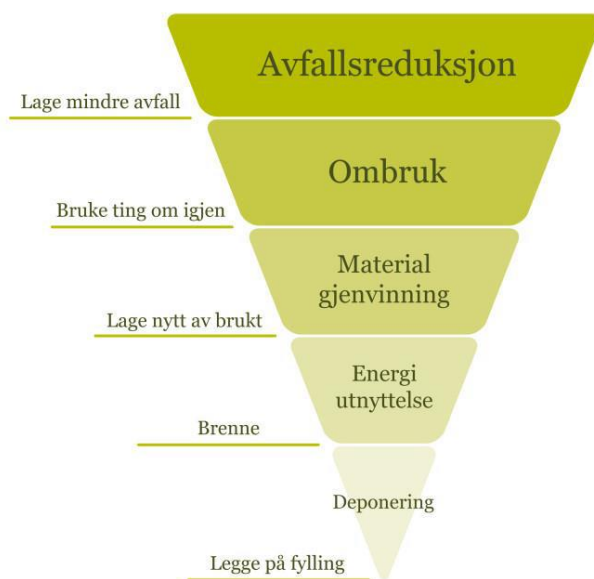 Avfallsreduksjon
Lage mindre avfall
Ombruk
Bruke ting om igjen
Material
gjenvinning
Lage nytt av brukt
Energi
utnyttelse
Brenne
Deponering
Legge på fylling